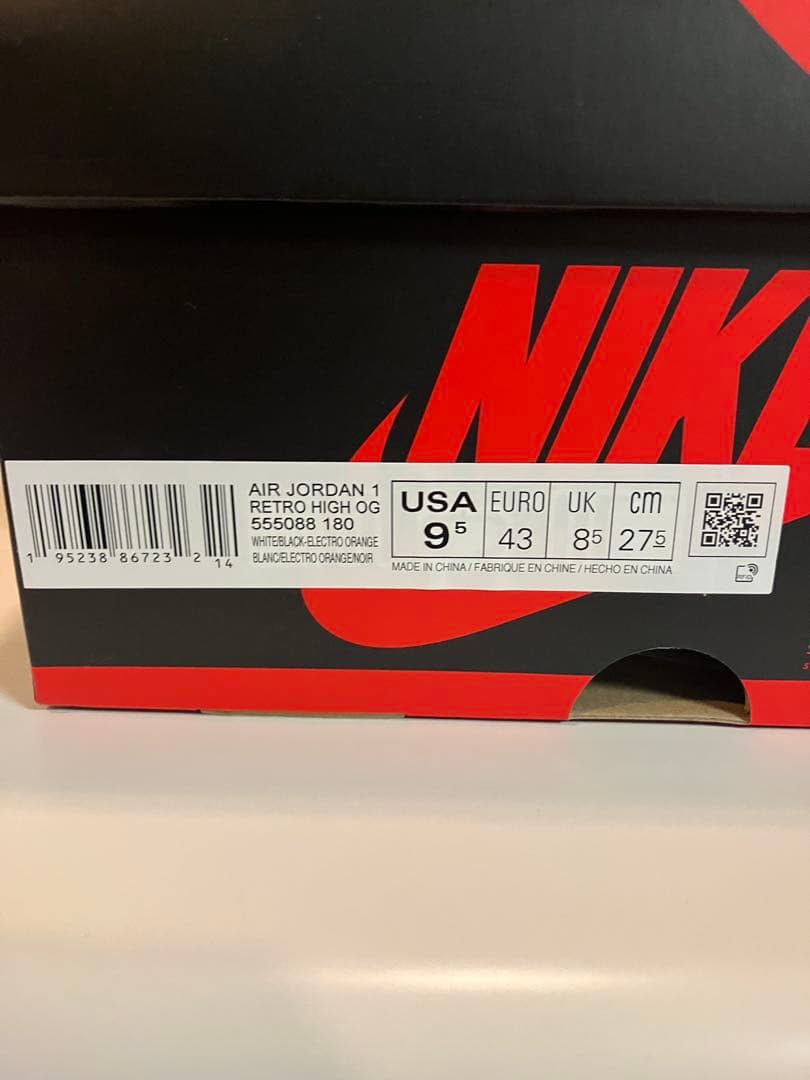 NIKE
AIR JORDAN 1
RETRO HIGH OG
555088 180
WHITE/BLACK-ELECTRO ORANGE
BLANC/ELECTRO ORANGE/NOIR
1 95238 86723 2 14
USA EURO UK cm
9⁵ 43 8⁵ 27⁵
MADE IN CHINA / FABRIQUE EN CHINE / HECHO EN CHINA